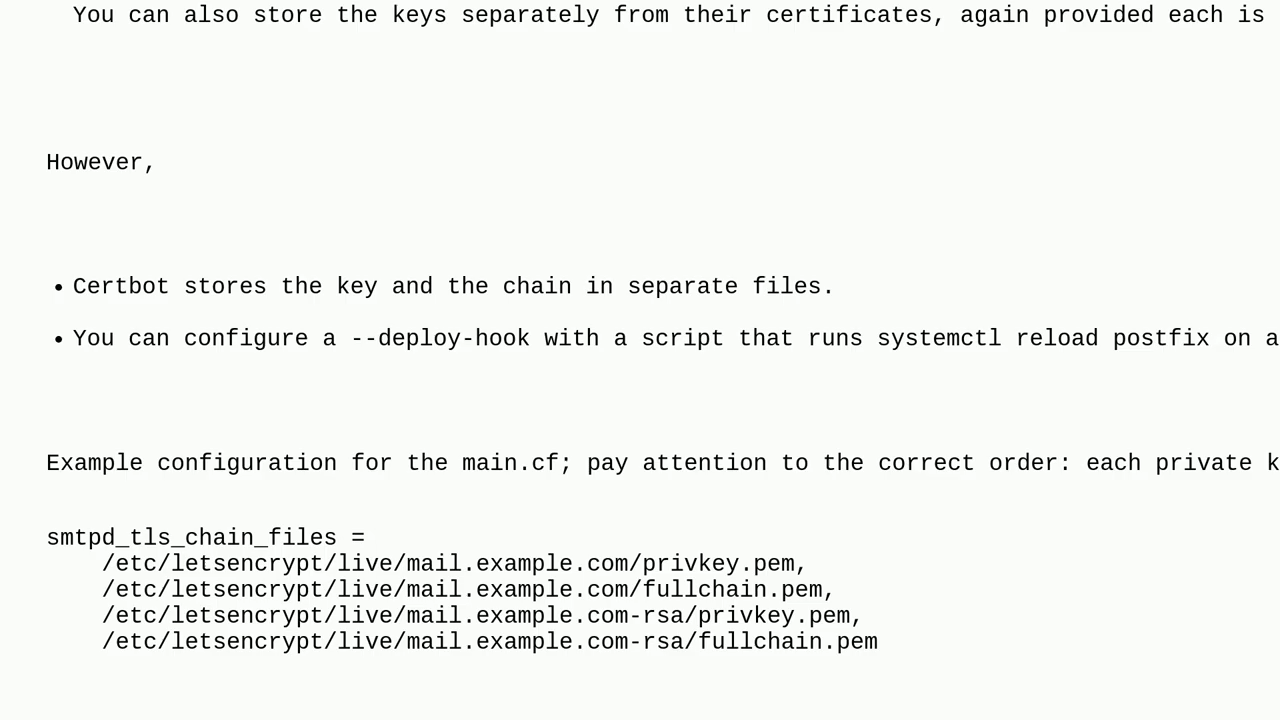 You can also store the keys separately from their certificates, again provided each is
However,
• Certbot stores the key and the chain in separate files.
• You can configure a --deploy-hook with a script that runs systemctl reload postfix on a
Example configuration for the main.cf; pay attention to the correct order: each private k
smtpd_tls_chain_files =
/etc/letsencrypt/live/mail.example.com/privkey.pem,
/etc/letsencrypt/live/mail.example.com/fullchain.pem,
/etc/letsencrypt/live/mail.example.com-rsa/privkey.pem,
/etc/letsencrypt/live/mail.example.com-rsa/fullchain.pem